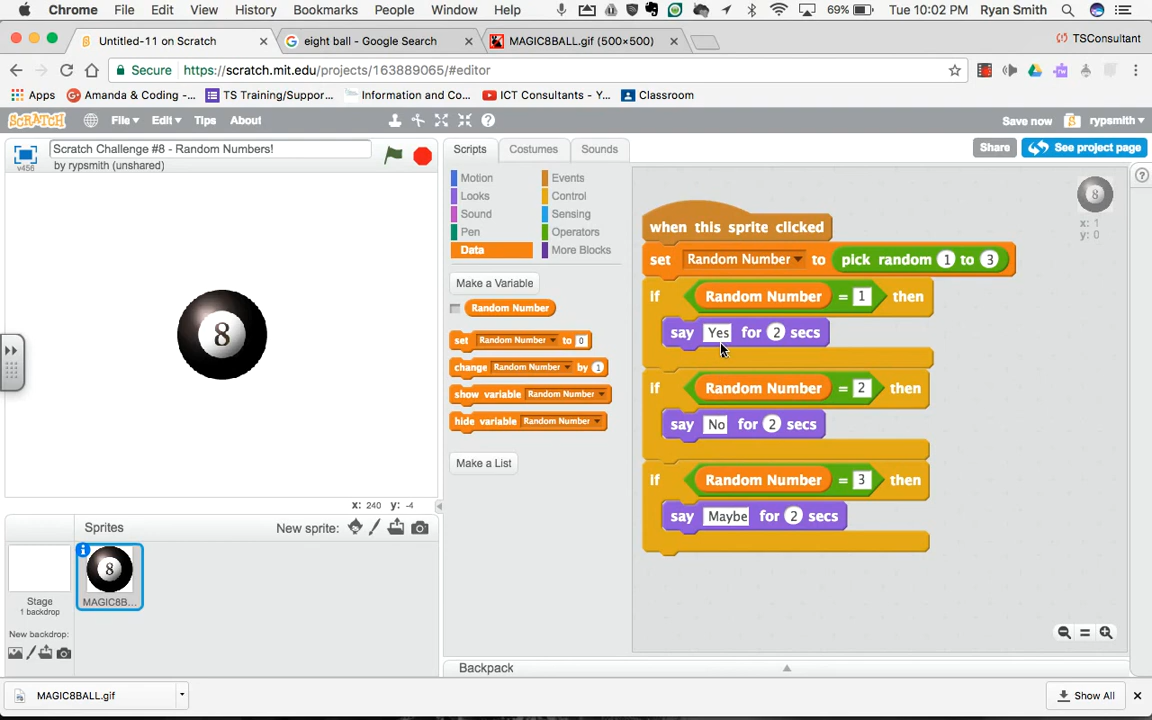 Chrome File Edit View History Bookmarks People Window Help 69% Tue 10:02 PM Ryan Smith
Untitled-11 on Scratch eight ball - Google Search MAGIC8BALL.gif (500×500) TSConsultant
Secure https://scratch.mit.edu/projects/163889065/#editor
Apps Amanda & Coding -... TS Training/Suppor... Information and Co... ICT Consultants - Y... Classroom
SCRATCH File Edit Tips About Save now rypsmith
Scratch Challenge #8 - Random Numbers!
v456 by rypsmith (unshared)
Scripts Costumes Sounds Share See project page
Motion Events
Looks Control
Sound Sensing
Pen Operators
Data More Blocks
Make a Variable
Random Number
set Random Number to 0
change Random Number by 1
show variable Random Number
hide variable Random Number
Make a List
when this sprite clicked
set Random Number to pick random 1 to 3
if Random Number = 1 then
say Yes for 2 secs
if Random Number = 2 then
say No for 2 secs
if Random Number = 3 then
say Maybe for 2 secs
8
x: 1
y: 0
8
x: 240 y: -4
Sprites New sprite:
8
Stage
1 backdrop
MAGIC8B...
New backdrop:
Backpack
MAGIC8BALL.gif Show All